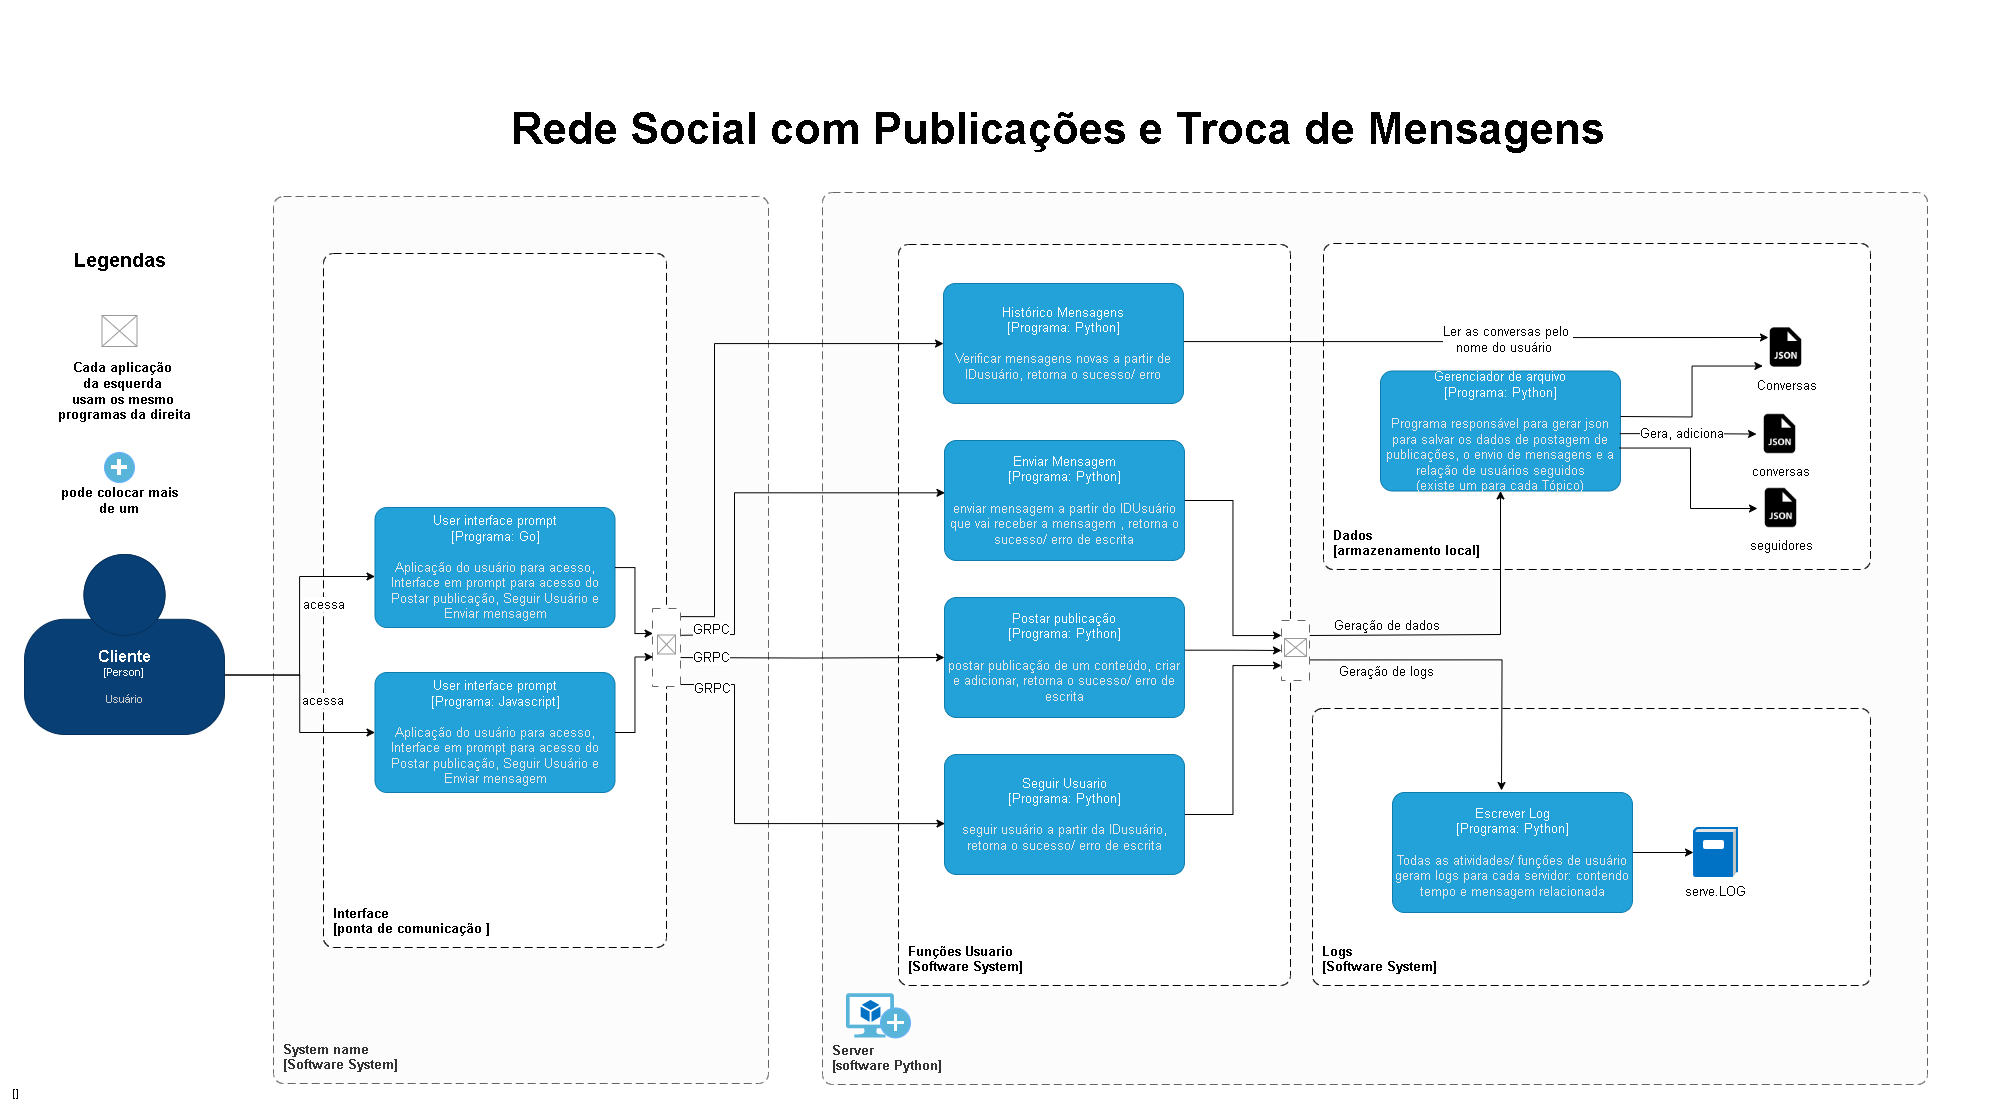 Rede Social com Publicações e Troca de Mensagens
Legendas
Cada aplicação
da esquerda
usam os mesmo
programas da direita
pode colocar mais
de um
Cliente
[Person]
Usuário
acessa
acessa
User interface prompt
[Programa: Go]
Aplicação do usuário para acesso,
Interface em prompt para acesso do
Postar publicação, Seguir Usuário e
Enviar mensagem
User interface prompt
[Programa: Javascript]
Aplicação do usuário para acesso,
Interface em prompt para acesso do
Postar publicação, Seguir Usuário e
Enviar mensagem
Interface
[ponta de comunicação ]
System name
[Software System]
GRPC
GRPC
GRPC
Histórico Mensagens
[Programa: Python]
Verificar mensagens novas a partir de
IDusuário, retorna o sucesso/ erro
Enviar Mensagem
[Programa: Python]
enviar mensagem a partir do IDUsuário
que vai receber a mensagem , retorna o
sucesso/ erro de escrita
Postar publicação
[Programa: Python]
postar publicação de um conteúdo, criar
e adicionar, retorna o sucesso/ erro de
escrita
Seguir Usuario
[Programa: Python]
seguir usuário a partir da IDusuário,
retorna o sucesso/ erro de escrita
Funções Usuario
[Software System]
Server
[software Python]
Ler as conversas pelo
nome do usuário
Gerenciador de arquivo
[Programa: Python]
Programa responsável para gerar json
para salvar os dados de postagem de
publicações, o envio de mensagens e a
relação de usuários seguidos
(existe um para cada Tópico)
Gera, adiciona
JSON
Conversas
JSON
conversas
JSON
seguidores
Dados
[armazenamento local]
Geração de dados
Geração de logs
Escrever Log
[Programa: Python]
Todas as atividades/ funções de usuário
geram logs para cada servidor: contendo
tempo e mensagem relacionada
serve.LOG
Logs
[Software System]
[]